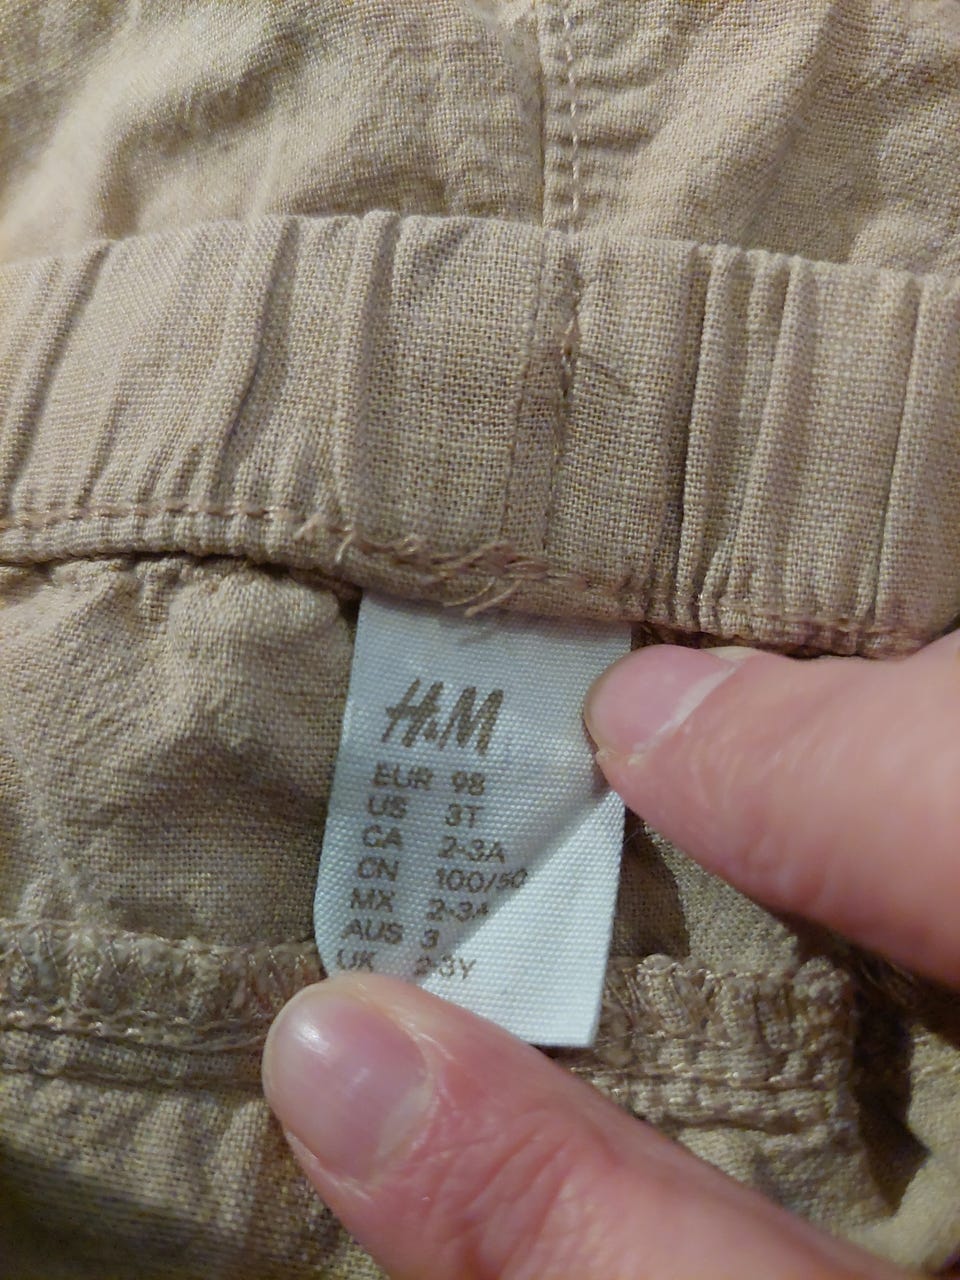 H&M
EUR 98
US 3T
CA 2-3A
CN 100/50
MX 2-3A
AUS 3
UK 2-3Y